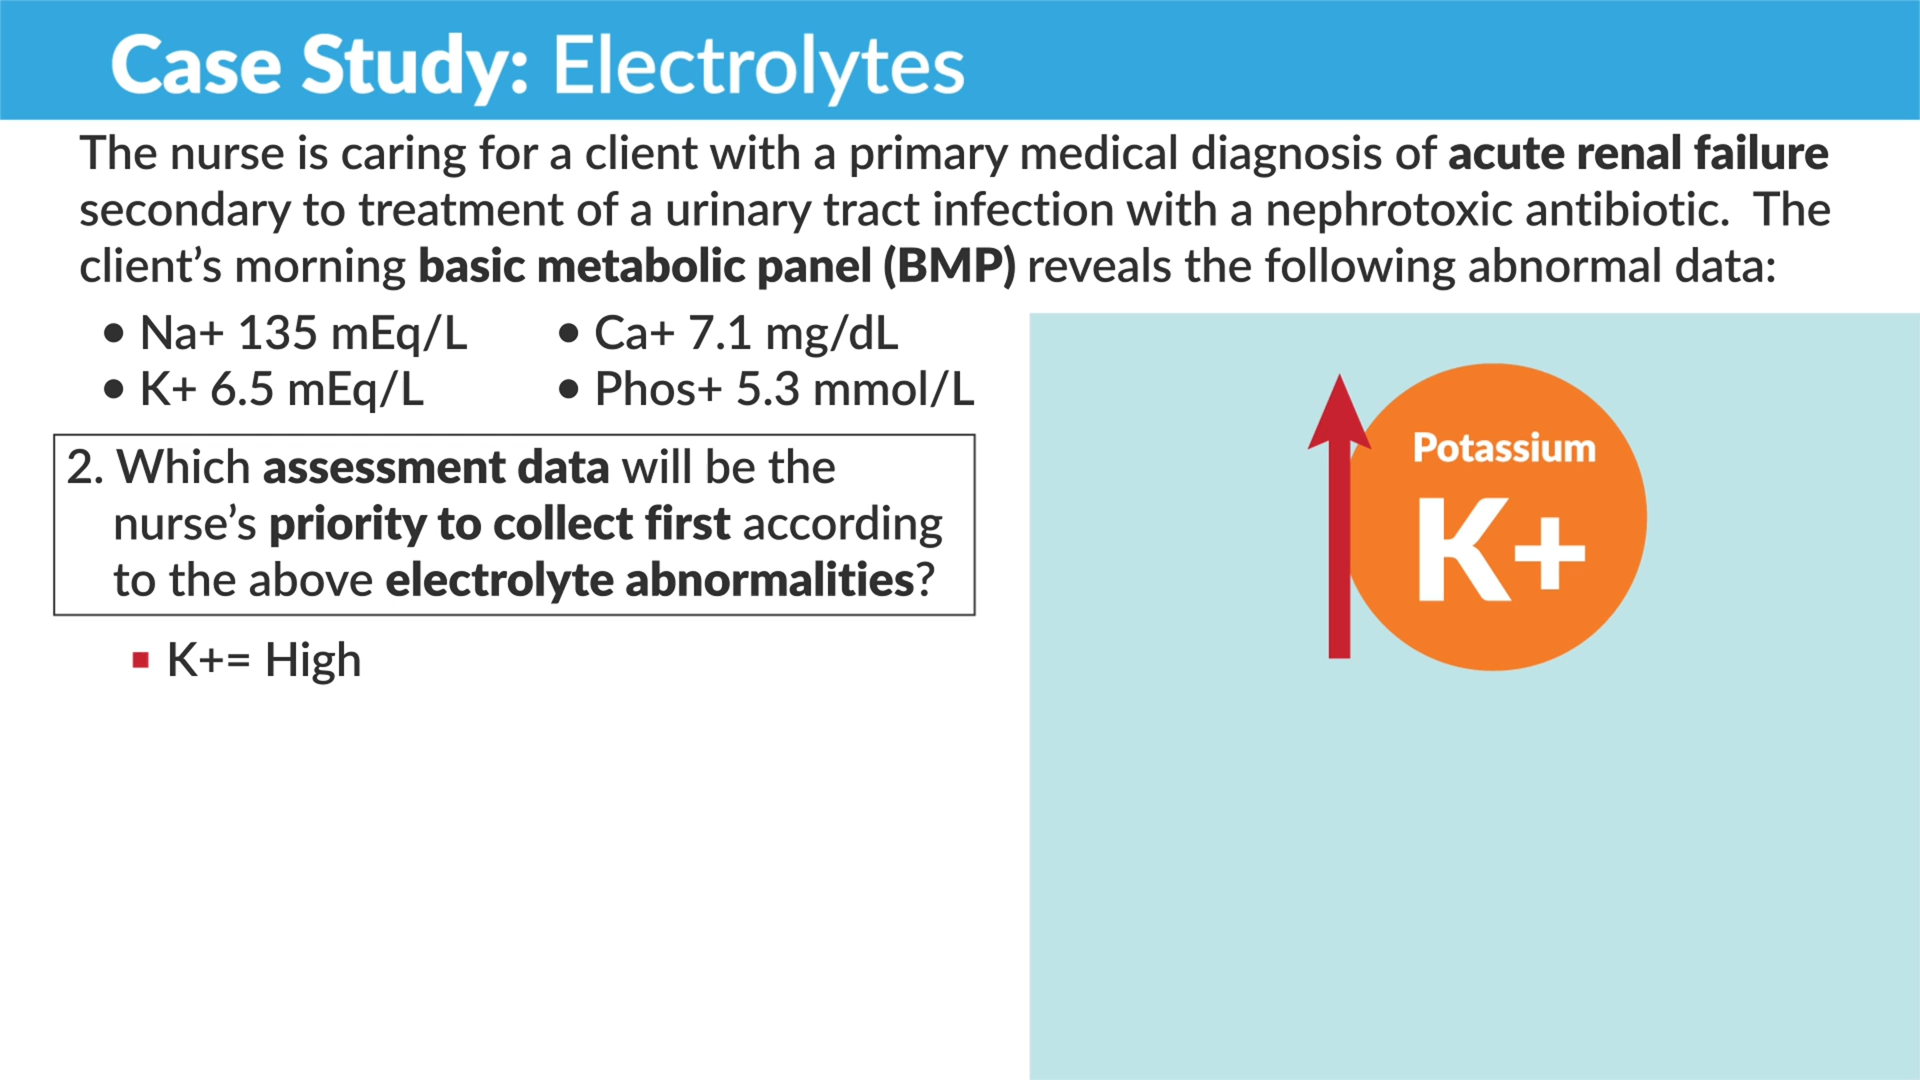 Case Study: Electrolytes
The nurse is caring for a client with a primary medical diagnosis of acute renal failure
secondary to treatment of a urinary tract infection with a nephrotoxic antibiotic. The
client’s morning basic metabolic panel (BMP) reveals the following abnormal data:
• Na+ 135 mEq/L • Ca+ 7.1 mg/dL
• K+ 6.5 mEq/L • Phos+ 5.3 mmol/L
2. Which assessment data will be the
nurse’s priority to collect first according
to the above electrolyte abnormalities?
▪ K+= High
Potassium
K+